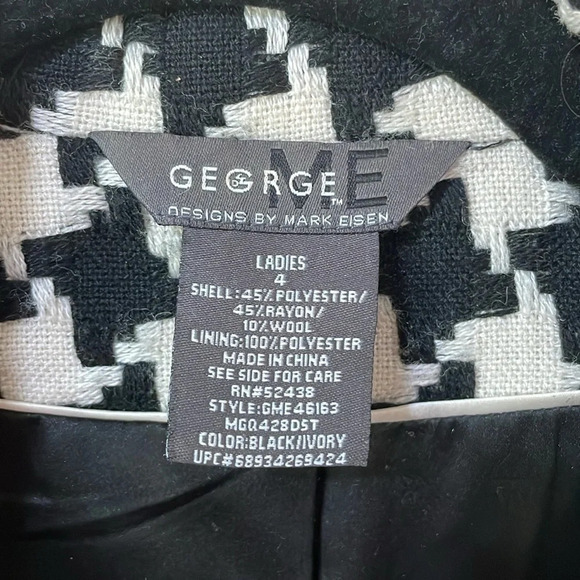 GEORGE ME™
DESIGNS BY MARK EISEN
LADIES
4
SHELL:45%POLYESTER/
45%RAYON/
10%WOOL
LINING:100%POLYESTER
MADE IN CHINA
SEE SIDE FOR CARE
RN#52438
STYLE:GME46163
MGQ428DST
COLOR:BLACK/IVORY
UPC#68934269424